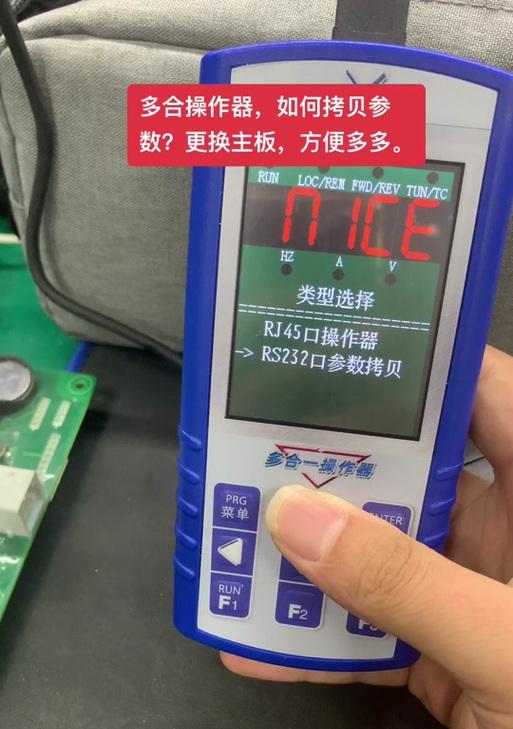 多合操作器，如何拷贝参
数？更换主板，方便多多。
RUN LOC/REM FWD/REV TUN/TC
NICE
HZ A V
类型选择
RJ45口操作器
-> RS232口参数拷贝
多合一操作器
PRG
菜单
RUN
F1
F2